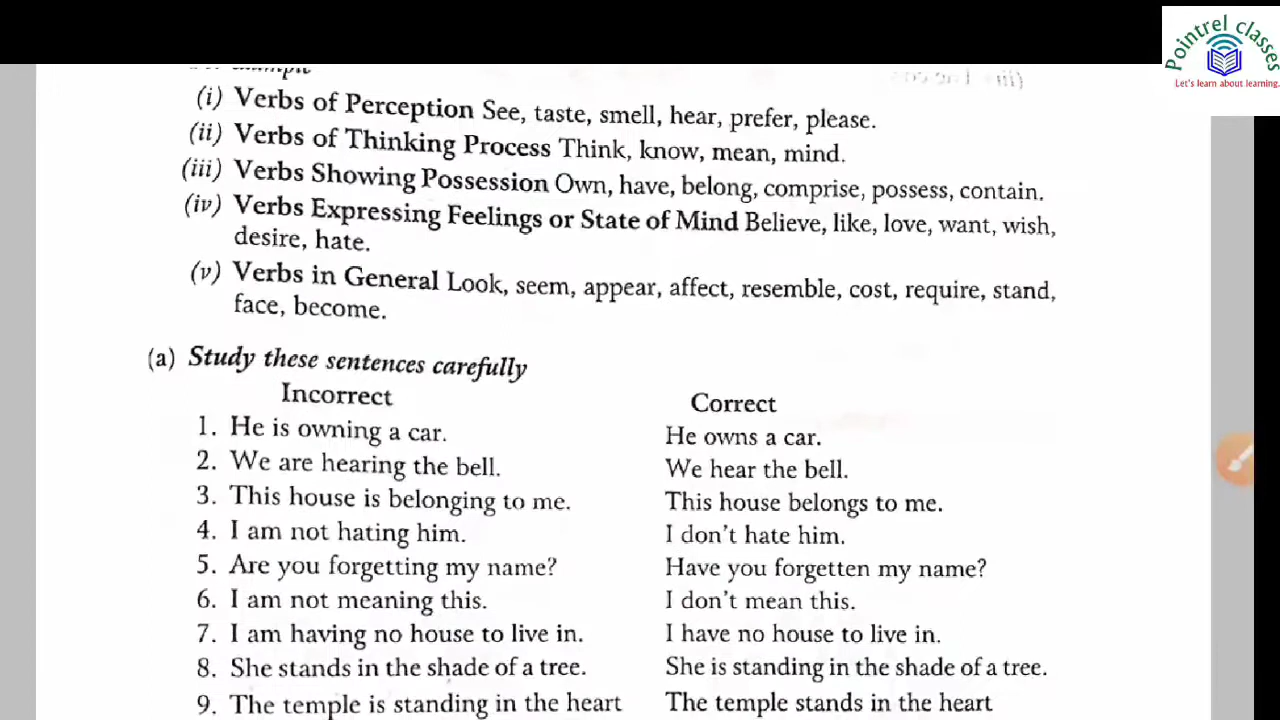 Pointrel classes
Let's learn about learning.
(i) Verbs of Perception See, taste, smell, hear, prefer, please.
(ii) Verbs of Thinking Process Think, know, mean, mind.
(iii) Verbs Showing Possession Own, have, belong, comprise, possess, contain.
(iv) Verbs Expressing Feelings or State of Mind Believe, like, love, want, wish,
desire, hate.
(v) Verbs in General Look, seem, appear, affect, resemble, cost, require, stand,
face, become.
(a) Study these sentences carefully
Incorrect Correct
1. He is owning a car. He owns a car.
2. We are hearing the bell. We hear the bell.
3. This house is belonging to me. This house belongs to me.
4. I am not hating him. I don't hate him.
5. Are you forgetting my name? Have you forgetten my name?
6. I am not meaning this. I don't mean this.
7. I am having no house to live in. I have no house to live in.
8. She stands in the shade of a tree. She is standing in the shade of a tree.
9. The temple is standing in the heart The temple stands in the heart